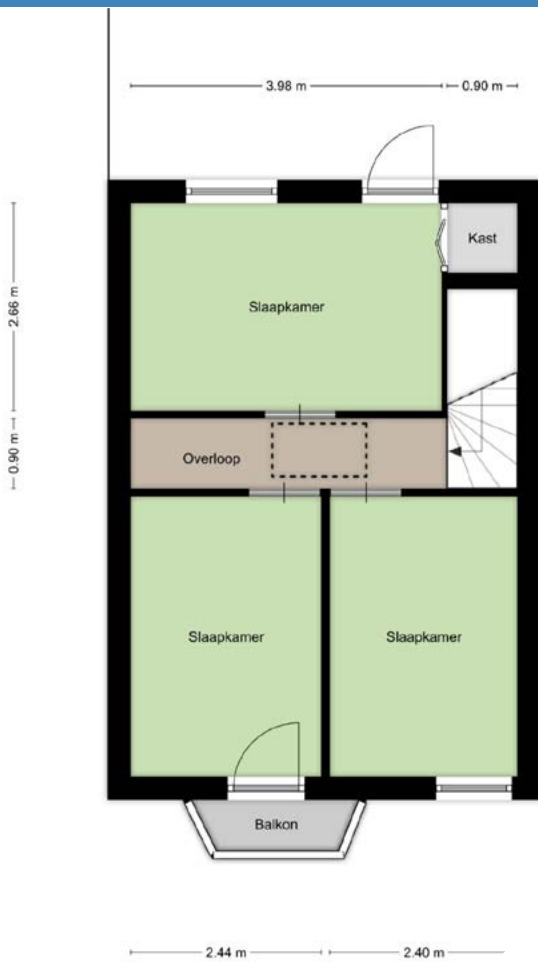 3.98 m
0.90 m
Kast
2.66 m
Slaapkamer
0.90 m
Overloop
Slaapkamer
Slaapkamer
Balkon
2.44 m
2.40 m